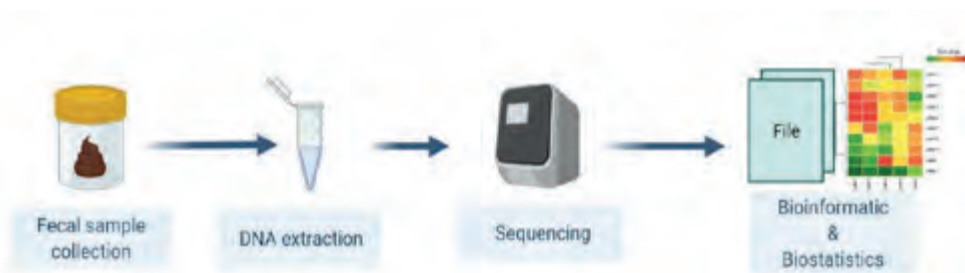 File
Fecal sample
collection
DNA extraction
Sequencing
Bioinformatic
&
Biostatistics